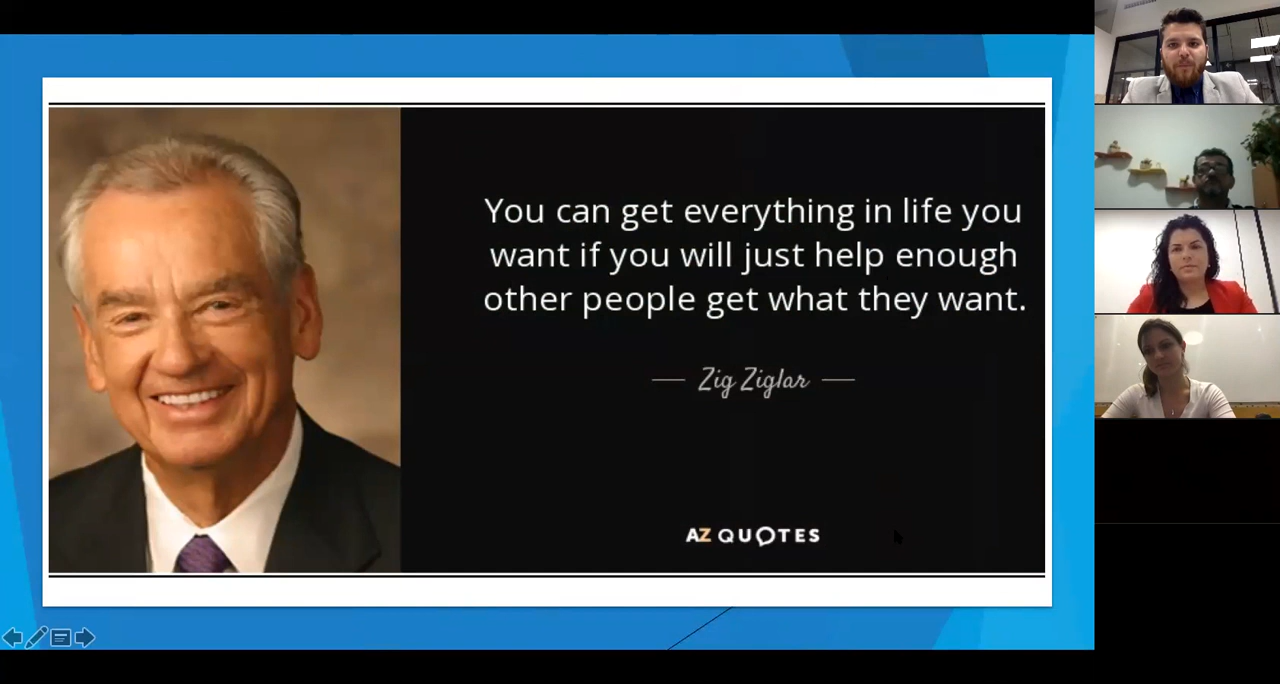 You can get everything in life you
want if you will just help enough
other people get what they want.
Zig Ziglar
AZ QUOTES